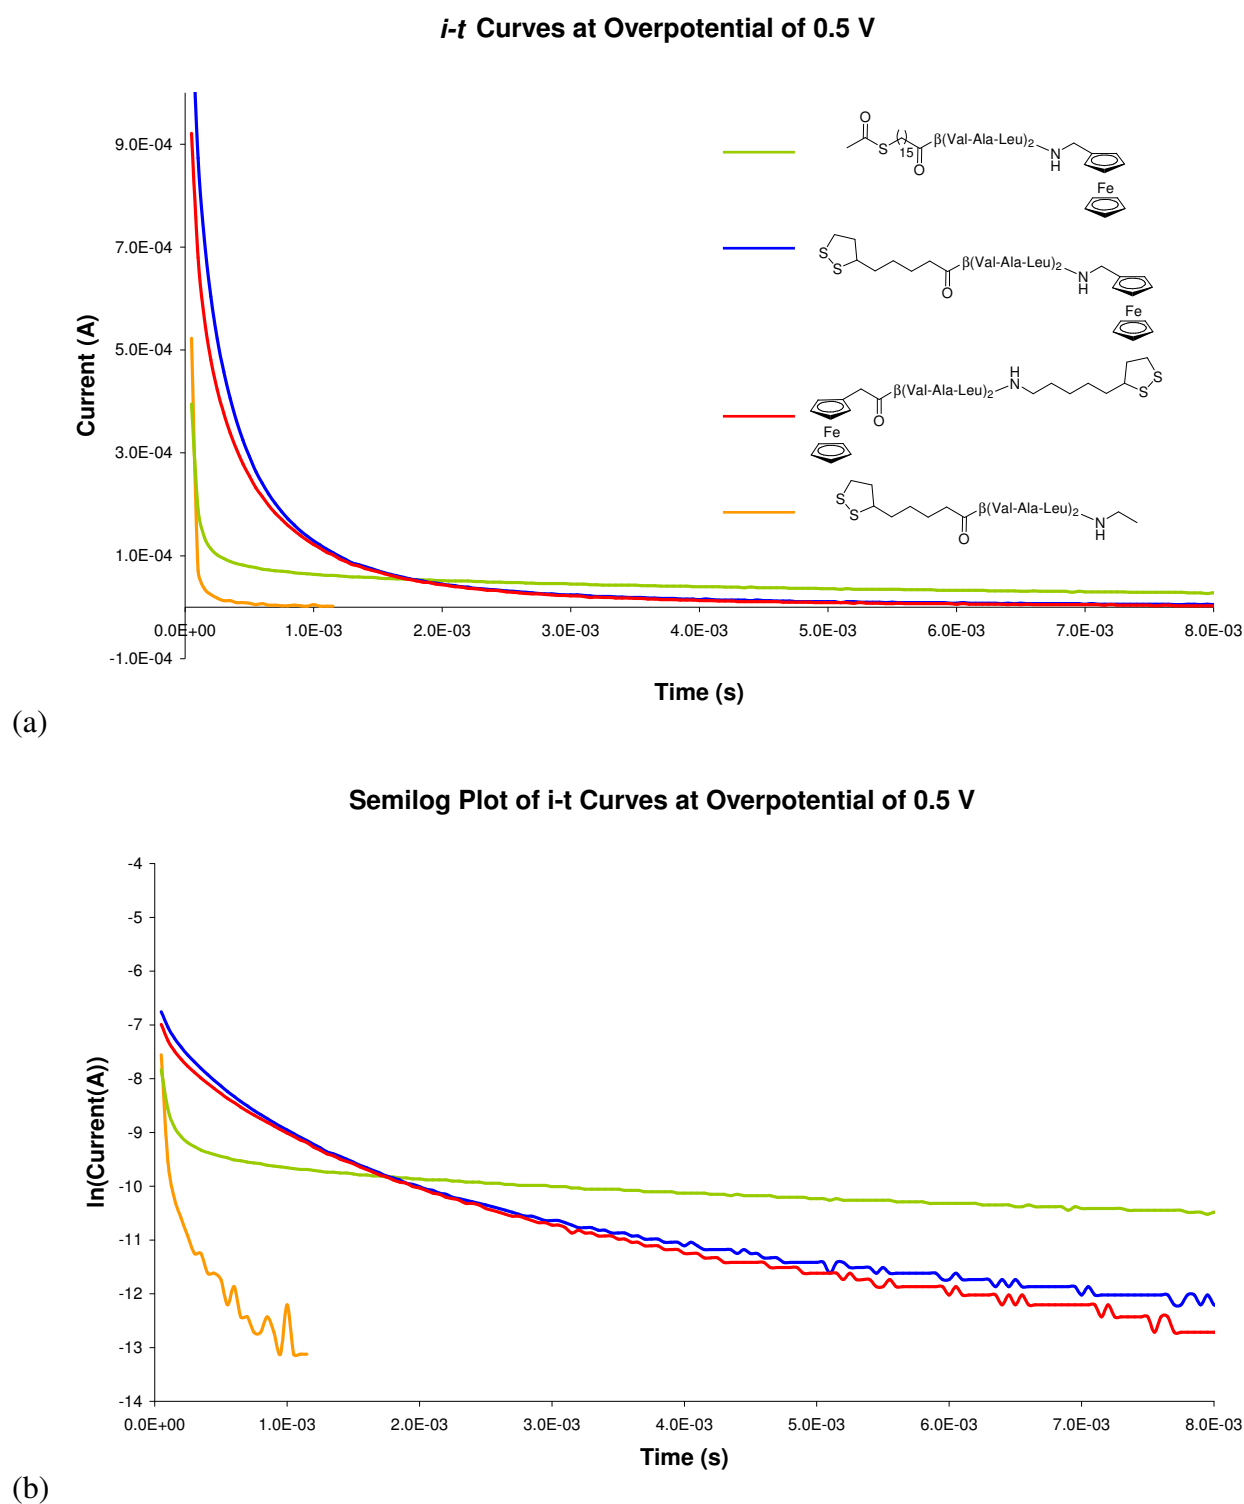 i-t Curves at Overpotential of 0.5 V
9.0E-04
7.0E-04
5.0E-04
3.0E-04
1.0E-04
-1.0E-04
Current (A)
0.0E+00 1.0E-03 2.0E-03 3.0E-03 4.0E-03 5.0E-03 6.0E-03 7.0E-03 8.0E-03
Time (s)
O
S
15
O
β(Val-Ala-Leu)2
N
H
Fe
S
S
O
β(Val-Ala-Leu)2
N
H
Fe
Fe
O
β(Val-Ala-Leu)2
H
N
S
S
S
S
O
β(Val-Ala-Leu)2
N
H
(a)
Semilog Plot of i-t Curves at Overpotential of 0.5 V
-4
-5
-6
-7
-8
-9
-10
-11
-12
-13
-14
ln(Current(A))
0.0E+00 1.0E-03 2.0E-03 3.0E-03 4.0E-03 5.0E-03 6.0E-03 7.0E-03 8.0E-03
Time (s)
(b)